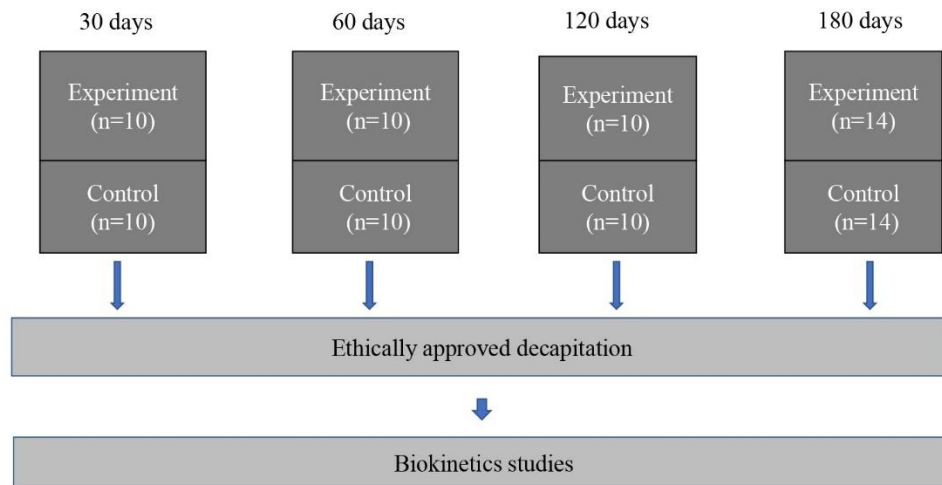 30 days
60 days
120 days
180 days
Experiment
(n=10)
Experiment
(n=10)
Experiment
(n=10)
Experiment
(n=14)
Control
(n=10)
Control
(n=10)
Control
(n=10)
Control
(n=14)
Ethically approved decapitation
Biokinetics studies